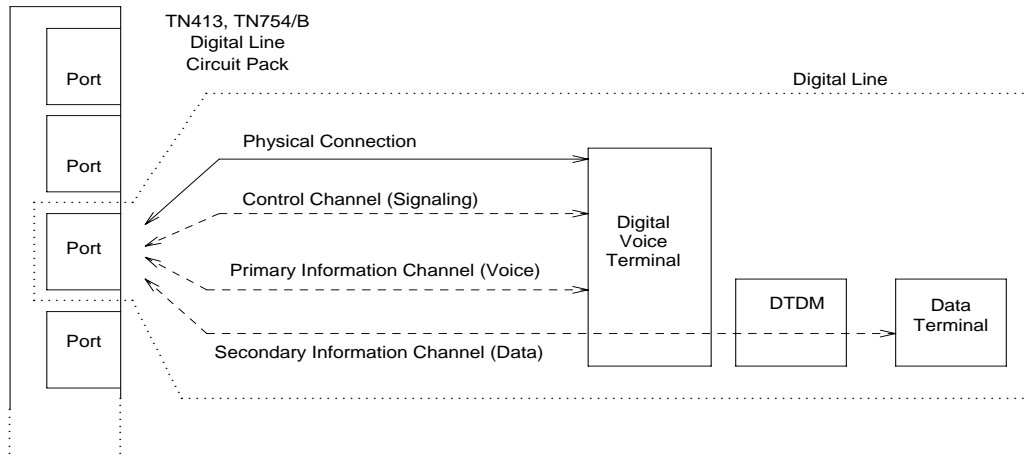 TN413, TN754/B
Digital Line
Circuit Pack
Port
Digital Line
Physical Connection
Port
Control Channel (Signaling)
Digital
Voice
Terminal
Port
Primary Information Channel (Voice)
DTDM
Data
Terminal
Port
Secondary Information Channel (Data)